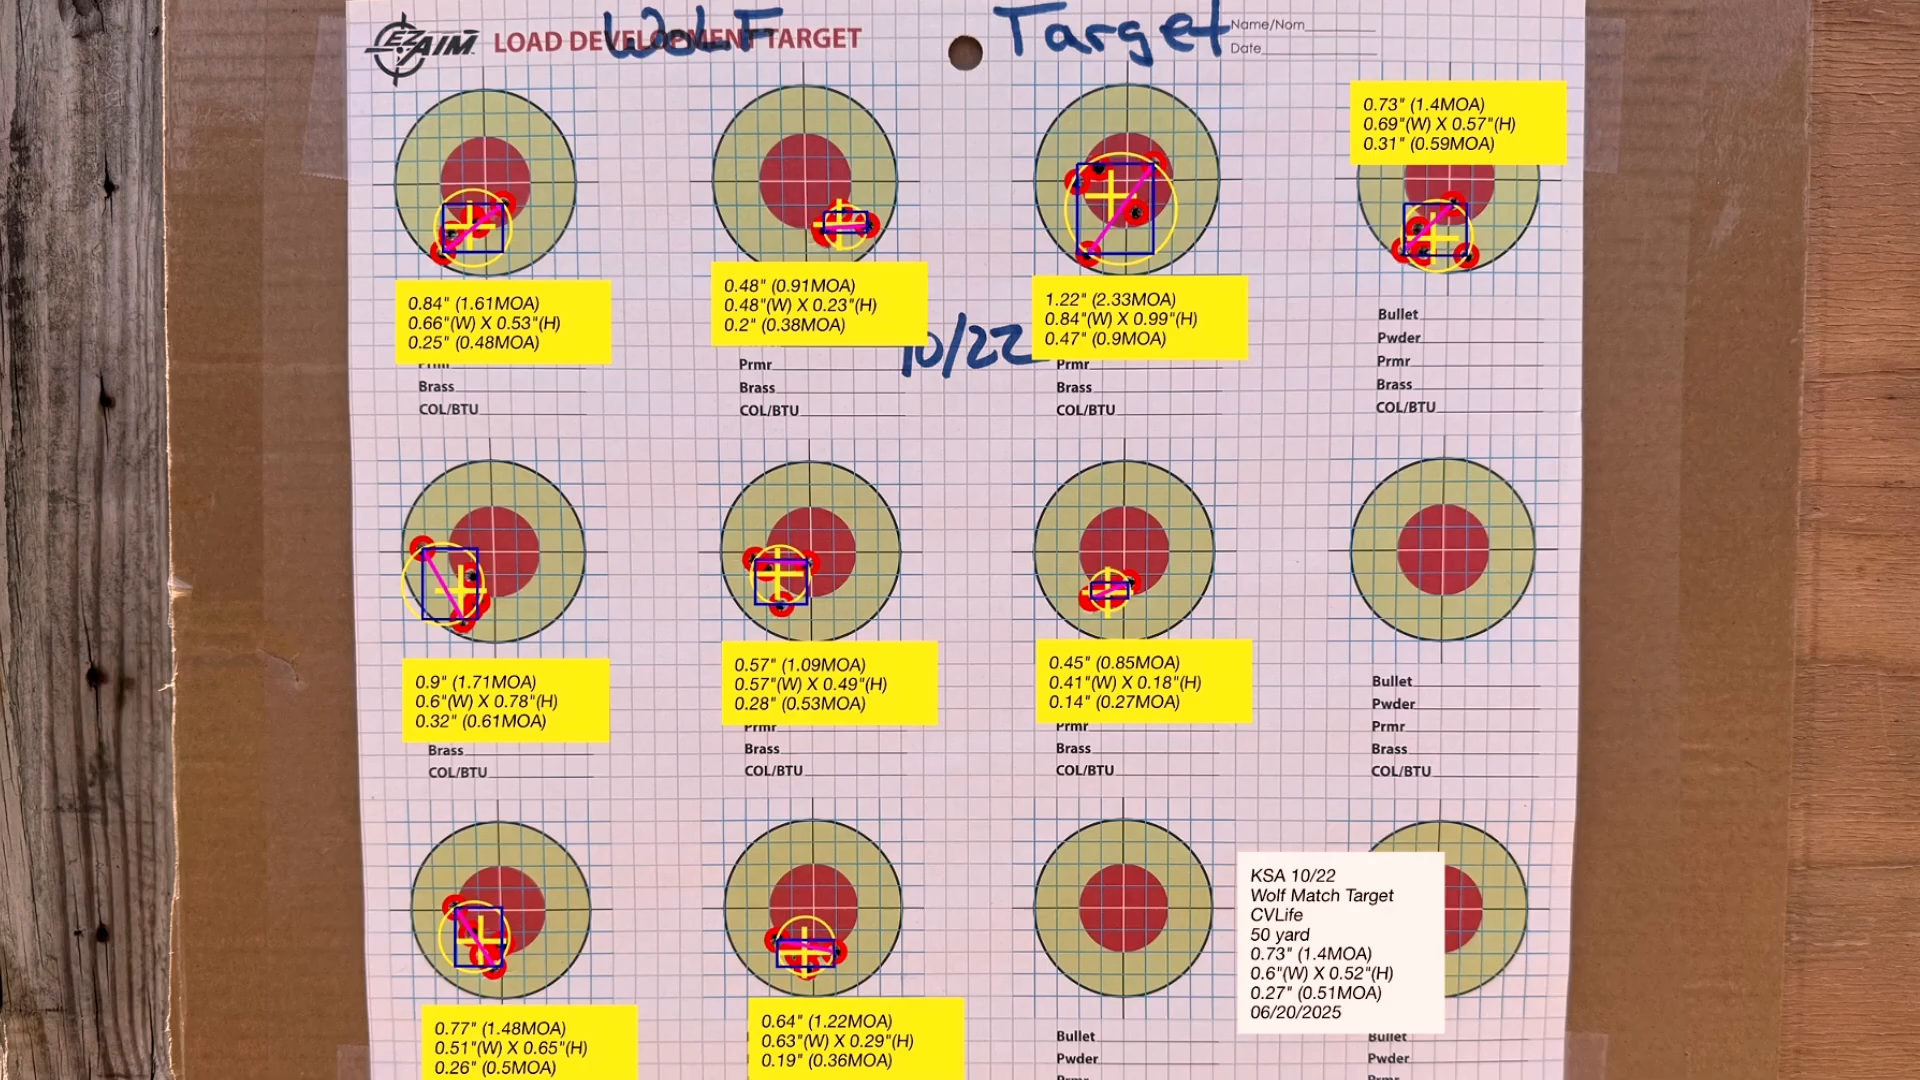 EZ AIM LOAD DEVELOPMENT TARGET
WOLF Target
Name/Nom
Date
0.73" (1.4MOA)
0.69"(W) X 0.57"(H)
0.31" (0.59MOA)
0.84" (1.61MOA)
0.66"(W) X 0.53"(H)
0.25" (0.48MOA)
0.48" (0.91MOA)
0.48"(W) X 0.23"(H)
0.2" (0.38MOA)
1.22" (2.33MOA)
0.84"(W) X 0.99"(H)
0.47" (0.9MOA)
10/22
Prmr
Brass
COL/BTU
Prmr
Brass
COL/BTU
Prmr
Brass
COL/BTU
Bullet
Pwder
Prmr
Brass
COL/BTU
0.9" (1.71MOA)
0.6"(W) X 0.78"(H)
0.32" (0.61MOA)
Brass
COL/BTU
0.57" (1.09MOA)
0.57"(W) X 0.49"(H)
0.28" (0.53MOA)
Prmr
Brass
COL/BTU
0.45" (0.85MOA)
0.41"(W) X 0.18"(H)
0.14" (0.27MOA)
Prmr
Brass
COL/BTU
Bullet
Pwder
Prmr
Brass
COL/BTU
0.77" (1.48MOA)
0.51"(W) X 0.65"(H)
0.26" (0.5MOA)
0.64" (1.22MOA)
0.63"(W) X 0.29"(H)
0.19" (0.36MOA)
Bullet
Pwder
Prmr
KSA 10/22
Wolf Match Target
CVLife
50 yard
0.73" (1.4MOA)
0.6"(W) X 0.52"(H)
0.27" (0.51MOA)
06/20/2025
Bullet
Pwder